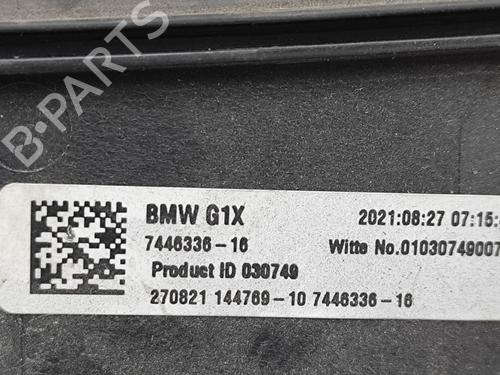 B-PARTS
BMW G1X
2021:08:27 07:15:
7446336-16
Witte No.01030749007
Product ID 030749
270821 144769-10 7446336-16